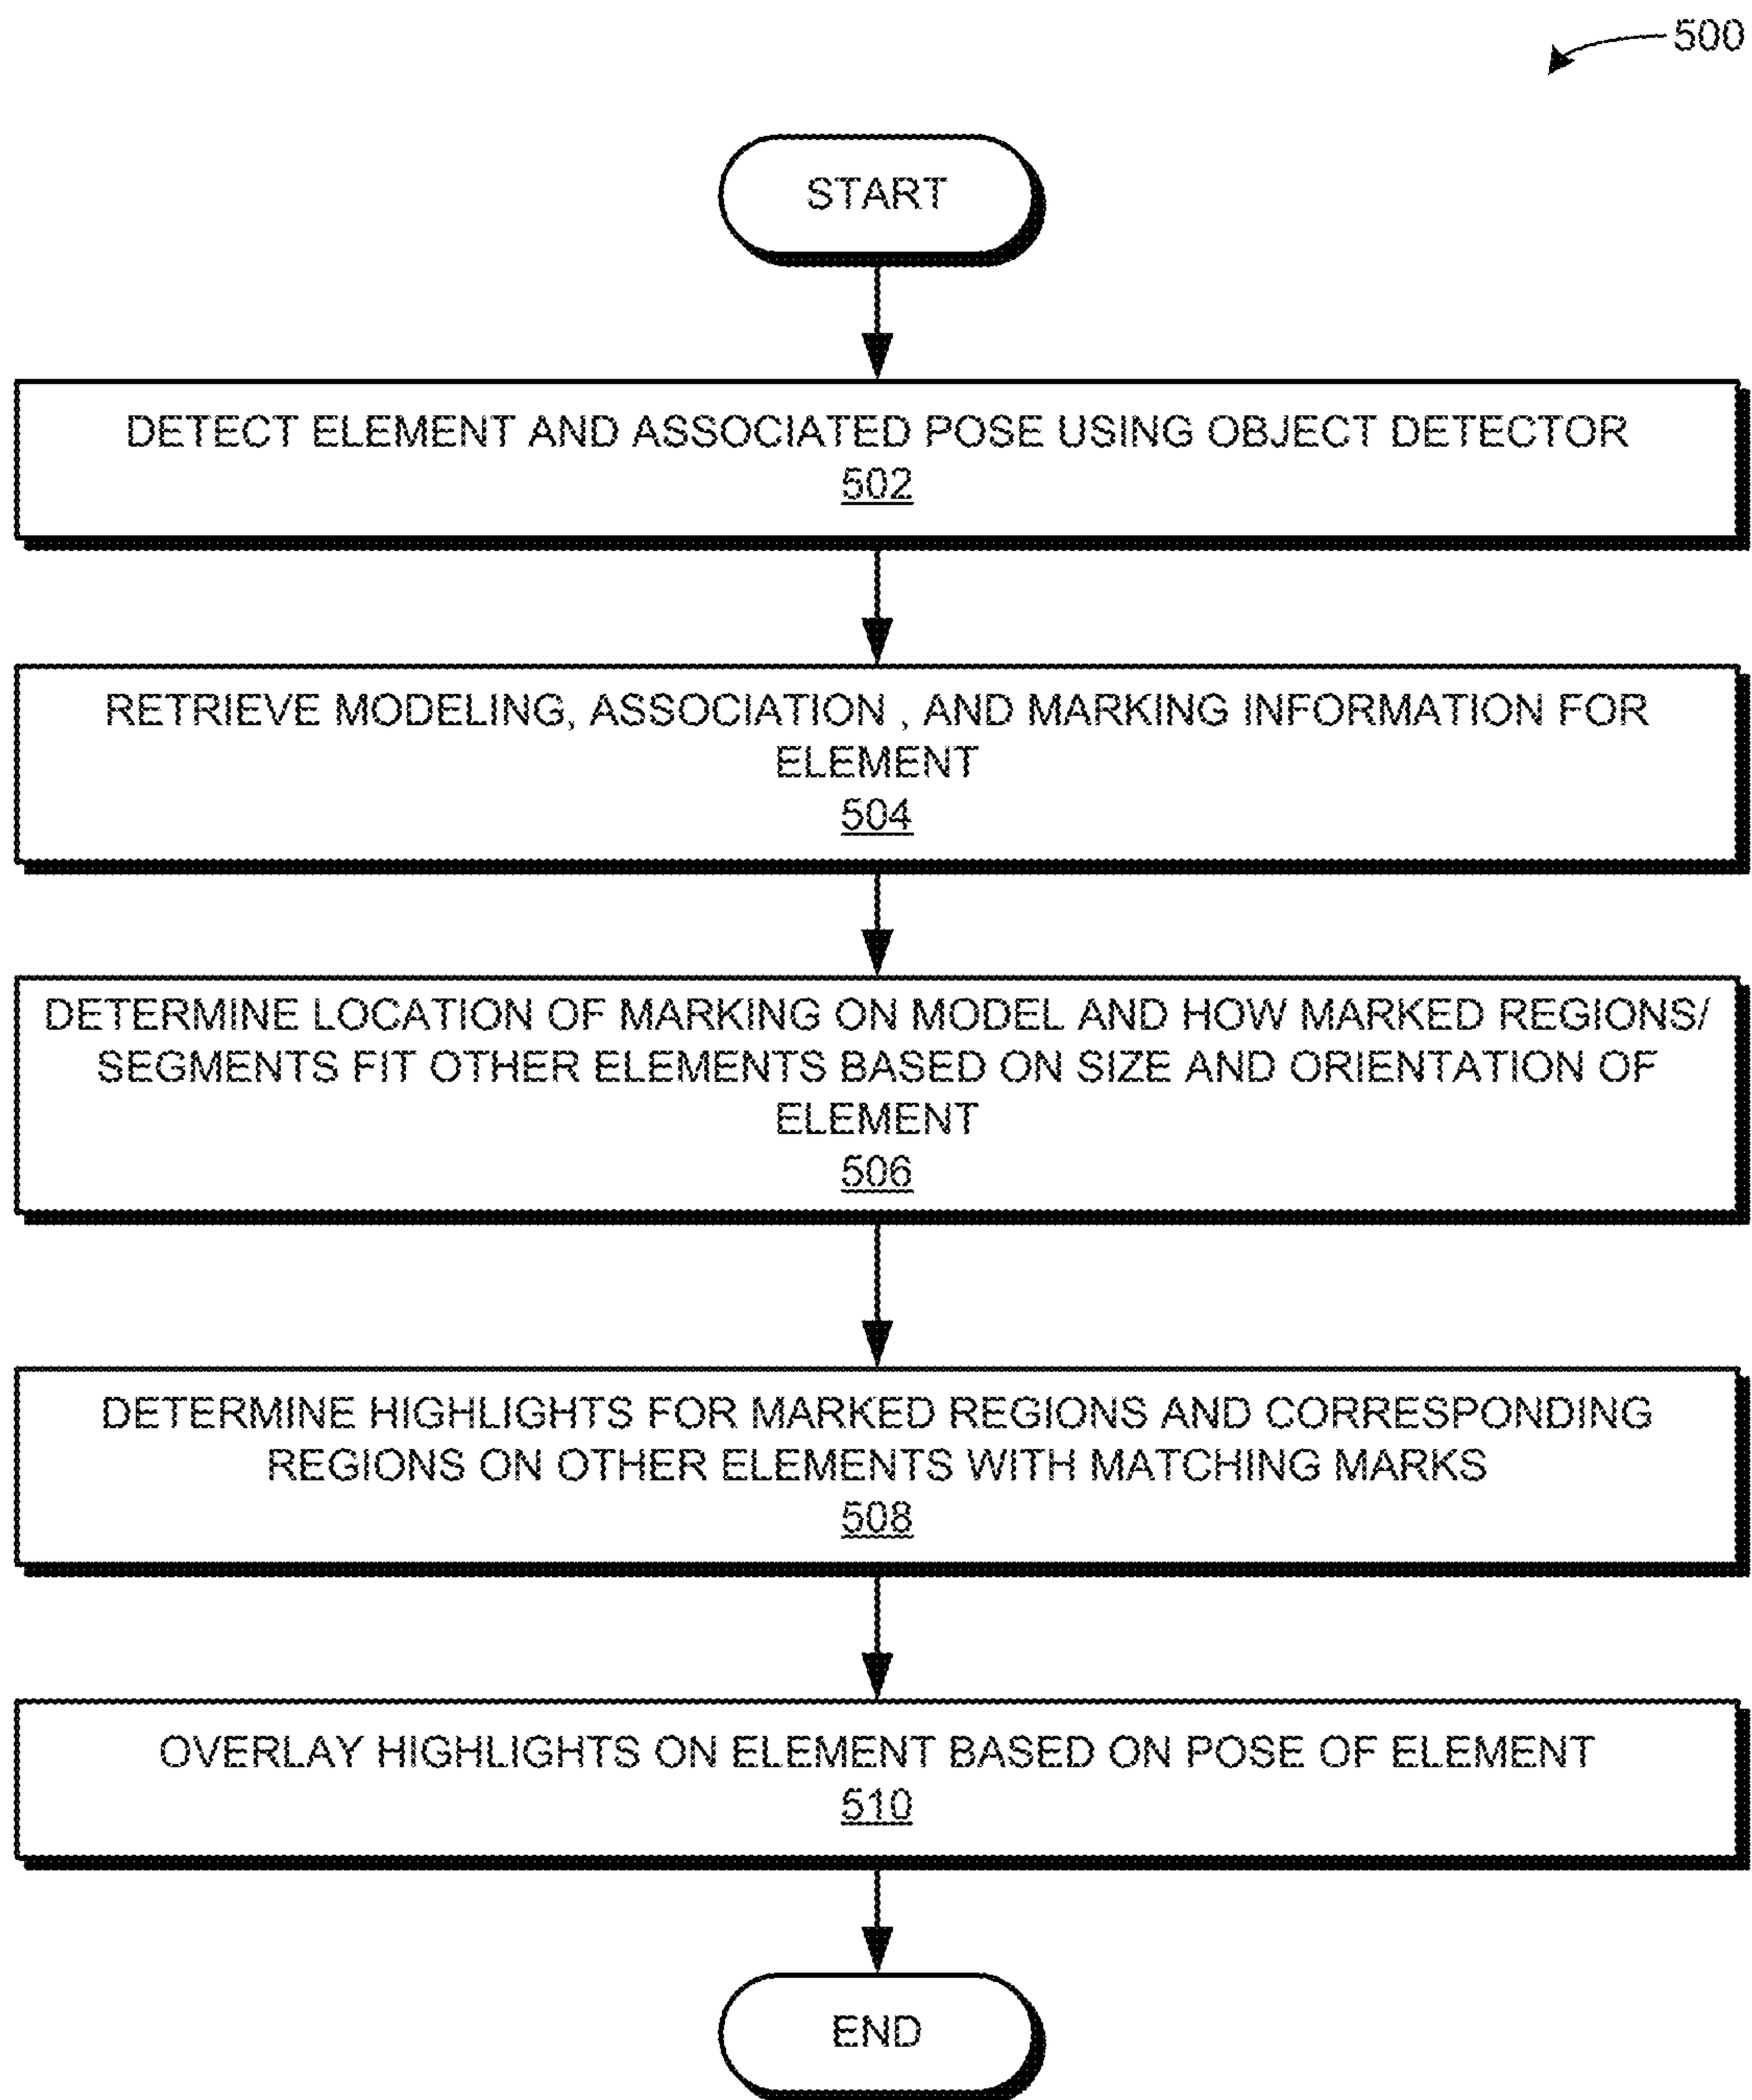 500
START
DETECT ELEMENT AND ASSOCIATED POSE USING OBJECT DETECTOR
502
RETRIEVE MODELING, ASSOCIATION , AND MARKING INFORMATION FOR
ELEMENT
504
DETERMINE LOCATION OF MARKING ON MODEL AND HOW MARKED REGIONS/
SEGMENTS FIT OTHER ELEMENTS BASED ON SIZE AND ORIENTATION OF
ELEMENT
506
DETERMINE HIGHLIGHTS FOR MARKED REGIONS AND CORRESPONDING
REGIONS ON OTHER ELEMENTS WITH MATCHING MARKS
508
OVERLAY HIGHLIGHTS ON ELEMENT BASED ON POSE OF ELEMENT
510
END